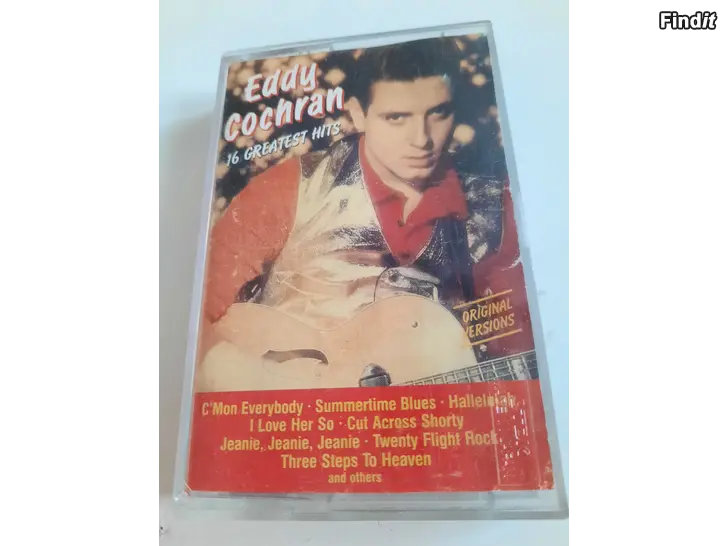 Findit
Eddy
Cochran
16 GREATEST HITS
ORIGINAL
VERSIONS
C'Mon Everybody · Summertime Blues · Hallelujah,
I Love Her So · Cut Across Shorty
Jeanie, Jeanie, Jeanie · Twenty Flight Rock
Three Steps To Heaven
and others